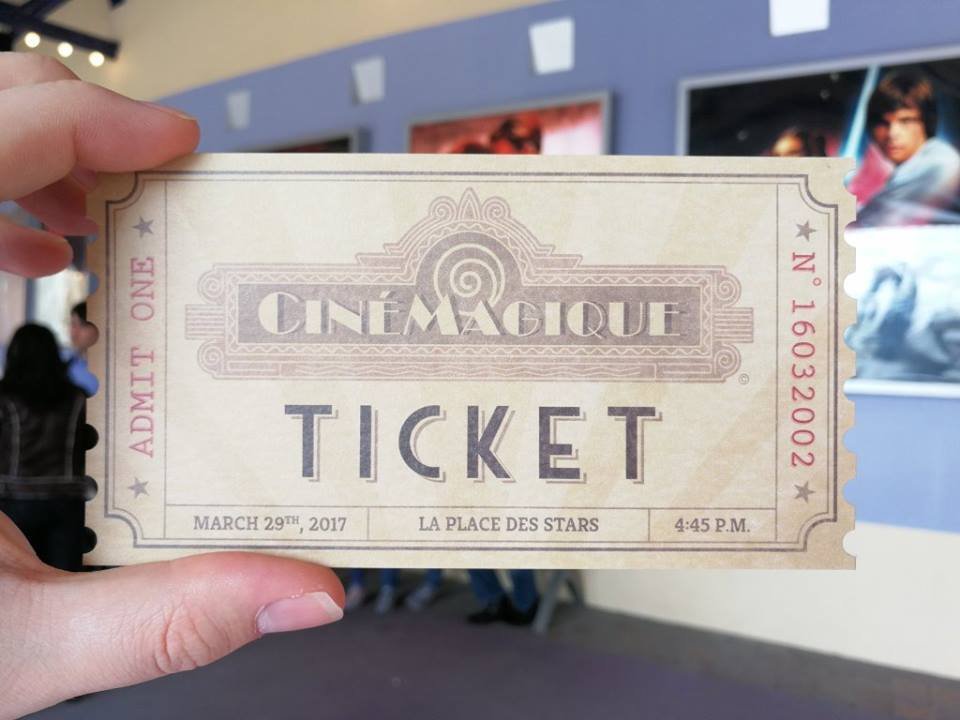 ADMIT ONE
CINÉMAGIQUE
©
TICKET
MARCH 29TH, 2017
LA PLACE DES STARS
4:45 P.M.
N° 16032002